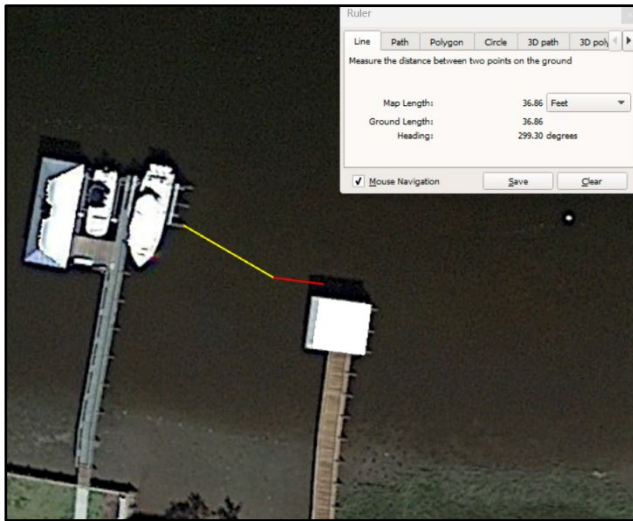 Ruler
Line Path Polygon Circle 3D path
Measure the distance between two points on the ground
Map Length: 36.86 Feet
Ground Length: 36.86
Heading: 299.30 degrees
Mouse Navigation Save Clear